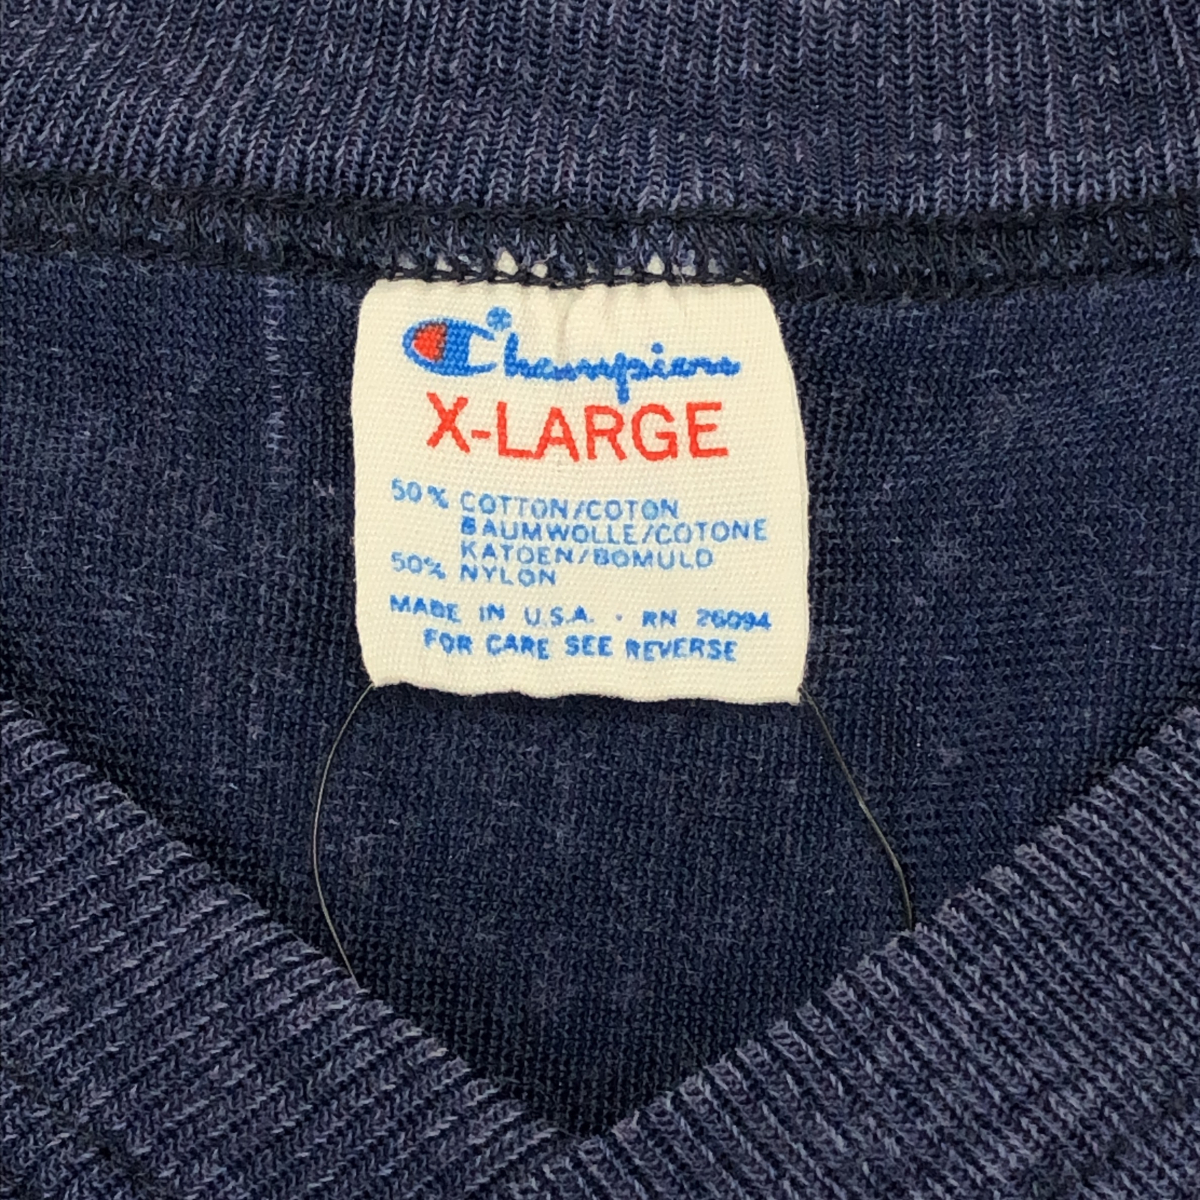 Champion
X-LARGE
50% COTTON/COTON
BAUMWOLLE/COTONE
KATOEN/BOMULD
50% NYLON
MADE IN U.S.A. · RN 26094
FOR CARE SEE REVERSE